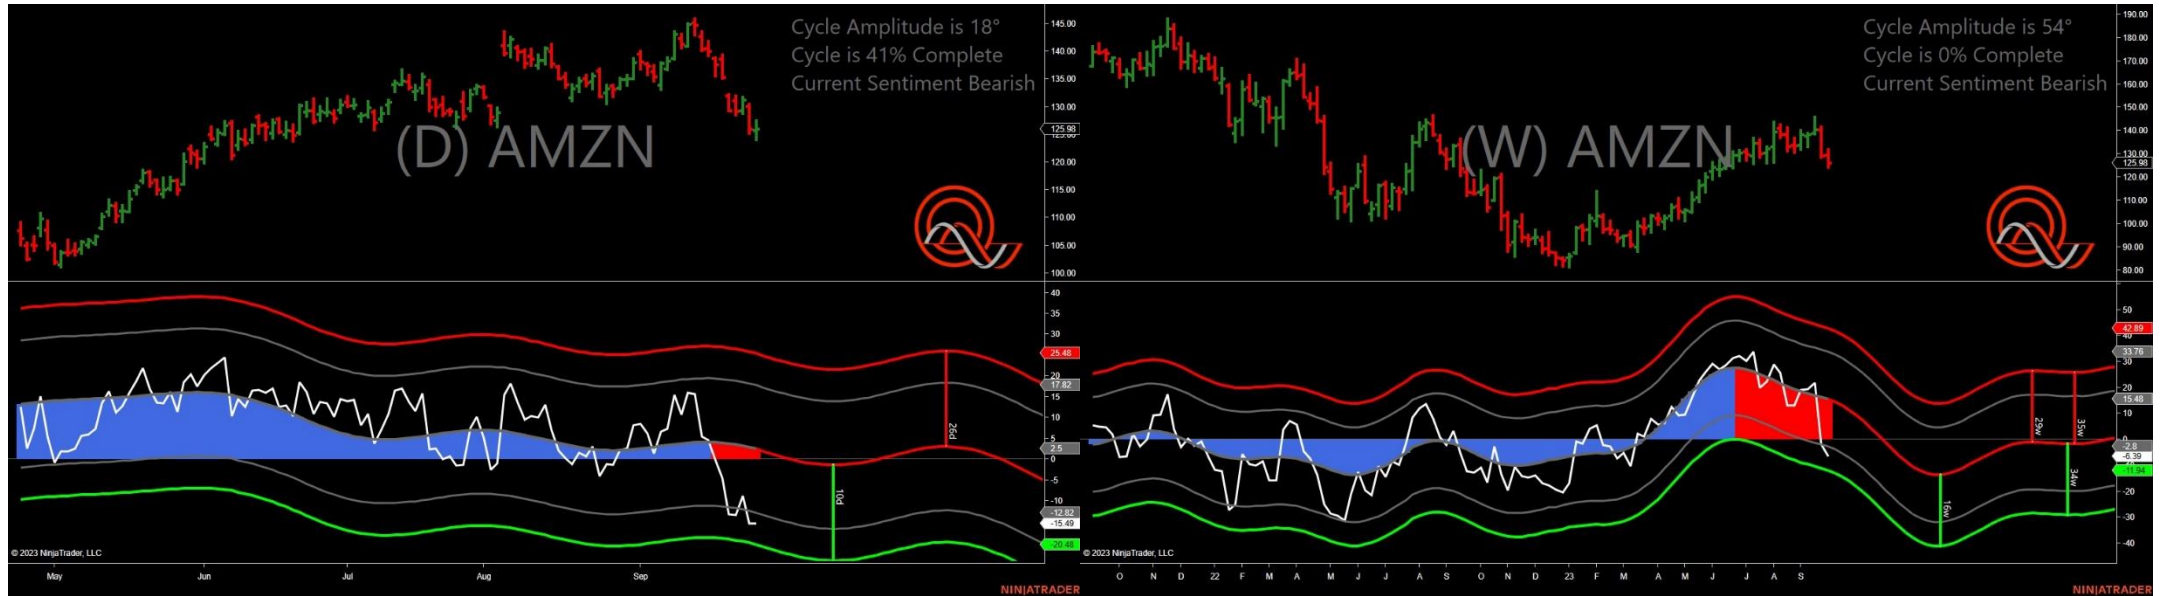 Cycle Amplitude is 18°
Cycle is 41% Complete
Current Sentiment Bearish
(D) AMZN
145.00
140.00
135.00
130.00
125.98
120.00
115.00
110.00
105.00
100.00
40
35
30
25.48
20
17.82
15
10
5
2.5
0
-5
-10
-12.82
-15.49
-20.48
26d
10d
© 2023 NinjaTrader, LLC
May Jun Jul Aug Sep
NINJATRADER
Cycle Amplitude is 54°
Cycle is 0% Complete
Current Sentiment Bearish
(W) AMZN
190.00
180.00
170.00
160.00
150.00
140.00
130.00
125.98
120.00
110.00
100.00
90.00
80.00
50
42.89
33.76
30
20
15.48
10
-2.8
-6.39
-11.94
-20
-30
-40
29w
35w
34w
16w
© 2023 NinjaTrader, LLC
O N D 22 F M A M J J A S O N D 23 F M A M J J A S
NINJATRADER